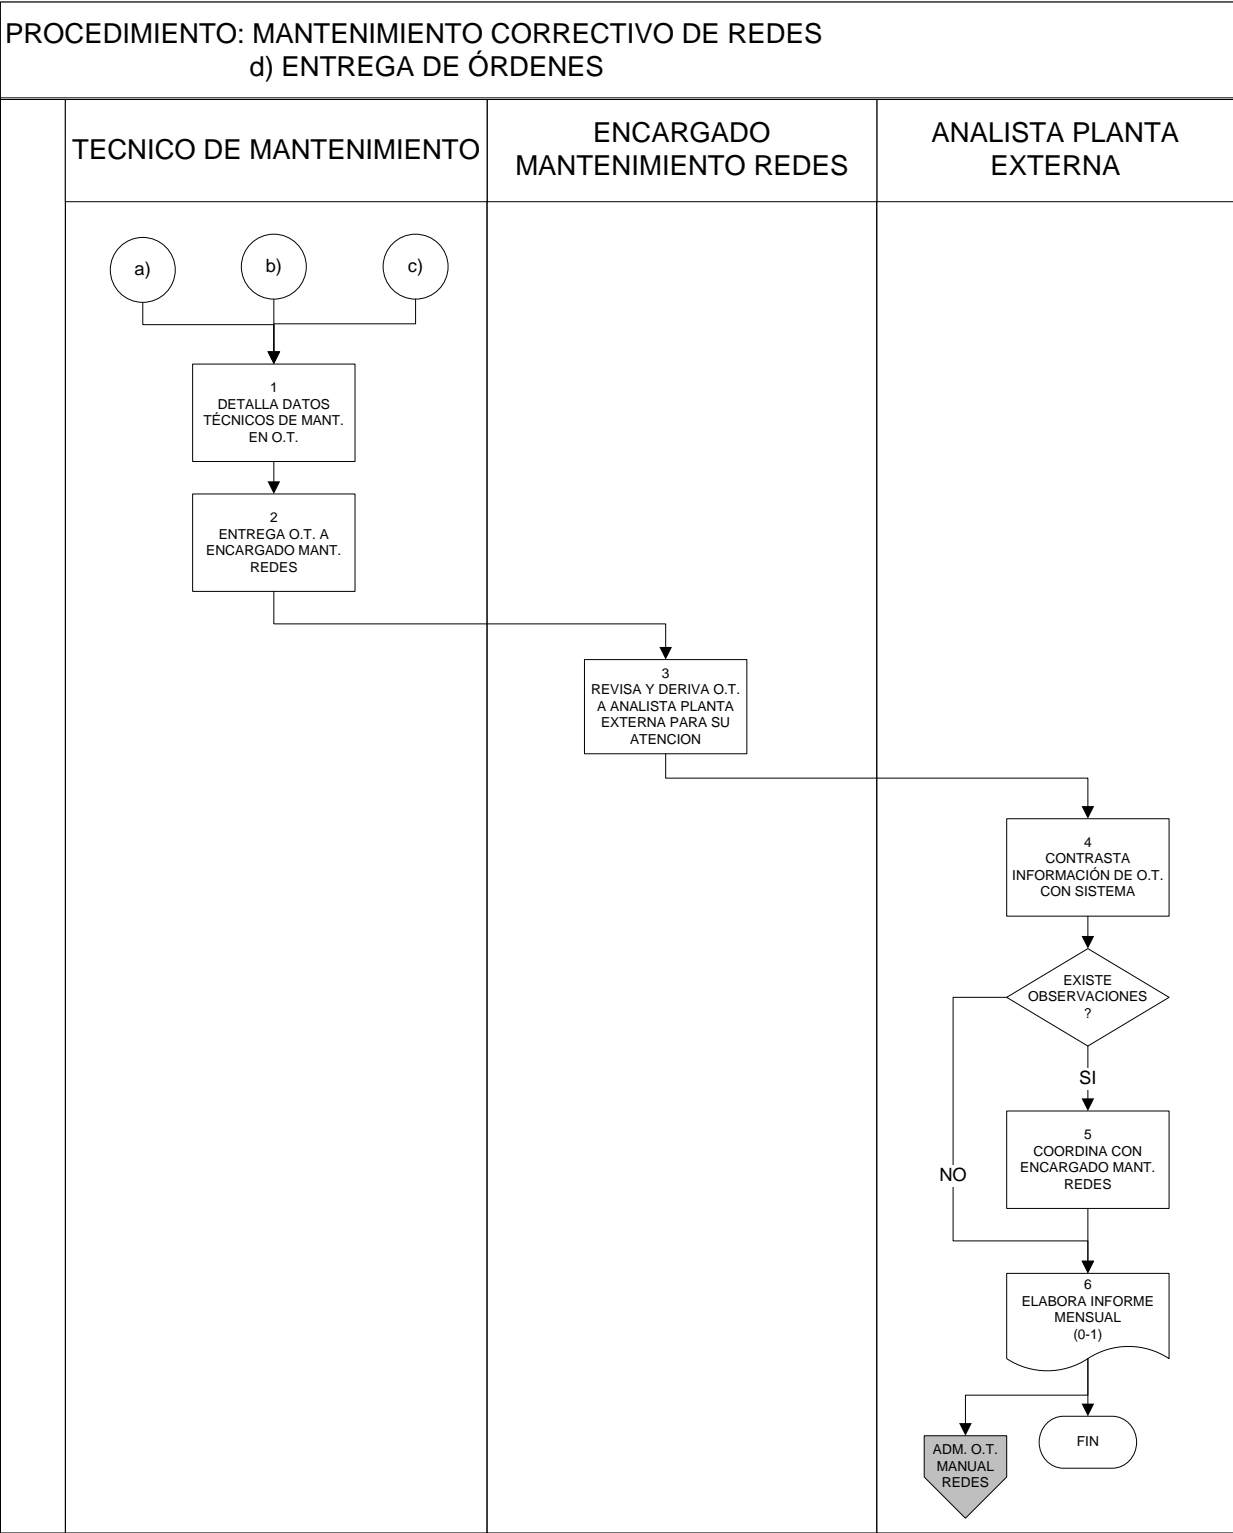 PROCEDIMIENTO: MANTENIMIENTO CORRECTIVO DE REDES
d) ENTREGA DE ÓRDENES
TECNICO DE MANTENIMIENTO
ENCARGADO
MANTENIMIENTO REDES
ANALISTA PLANTA
EXTERNA
a)
b)
c)
1
DETALLA DATOS
TÉCNICOS DE MANT.
EN O.T.
2
ENTREGA O.T. A
ENCARGADO MANT.
REDES
3
REVISA Y DERIVA O.T.
A ANALISTA PLANTA
EXTERNA PARA SU
ATENCION
4
CONTRASTA
INFORMACIÓN DE O.T.
CON SISTEMA
EXISTE
OBSERVACIONES
?
SI
5
COORDINA CON
ENCARGADO MANT.
REDES
NO
6
ELABORA INFORME
MENSUAL
(0-1)
ADM. O.T.
MANUAL
REDES
FIN